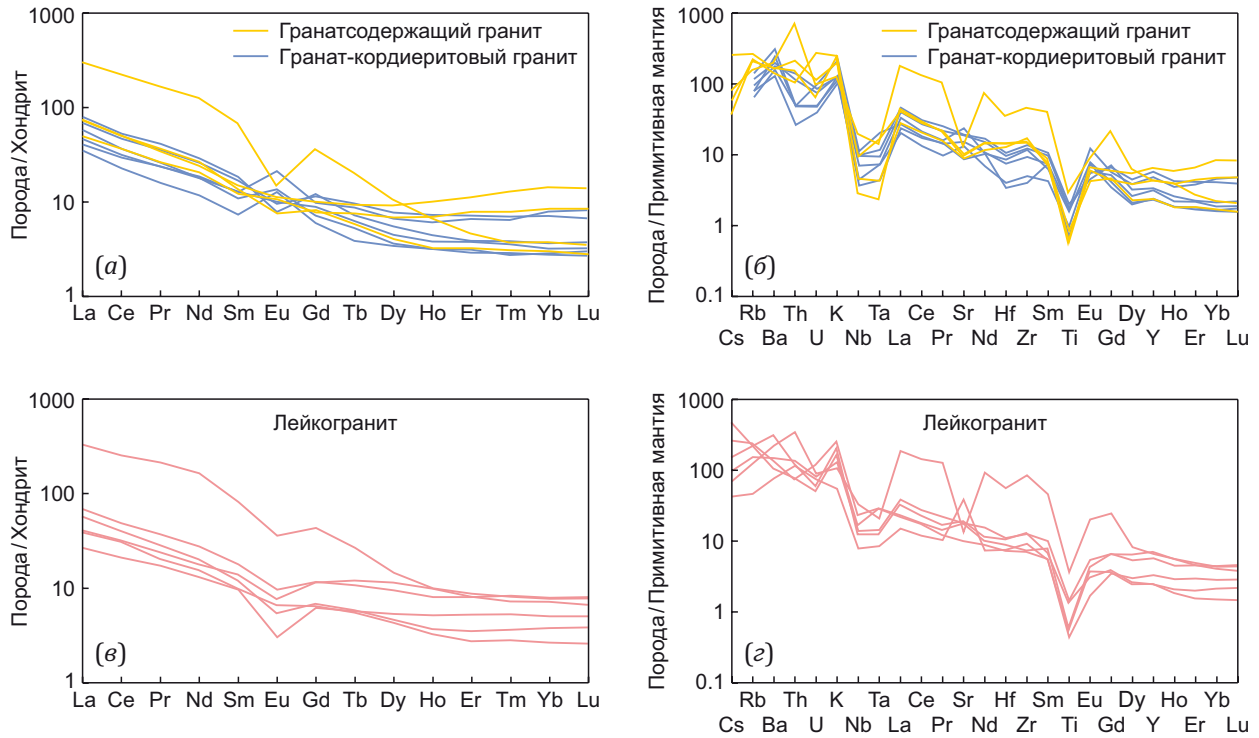 Порода / Хондрит
1000
100
10
1
Гранатсодержащий гранит
Гранат-кордиеритовый гранит
(а)
La Ce Pr Nd Sm Eu Gd Tb Dy Ho Er Tm Yb Lu
Порода / Примитивная мантия
1000
100
10
1
0.1
Гранатсодержащий гранит
Гранат-кордиеритовый гранит
(б)
Rb Th K Ta Ce Sr Hf Sm Eu Dy Ho Yb
Cs Ba U Nb La Pr Nd Zr Ti Gd Y Er Lu
Порода / Хондрит
1000
100
10
1
Лейкогранит
(в)
La Ce Pr Nd Sm Eu Gd Tb Dy Ho Er Tm Yb Lu
Порода / Примитивная мантия
1000
100
10
1
0.1
Лейкогранит
(г)
Rb Th K Ta Ce Sr Hf Sm Eu Dy Ho Yb
Cs Ba U Nb La Pr Nd Zr Ti Gd Y Er Lu